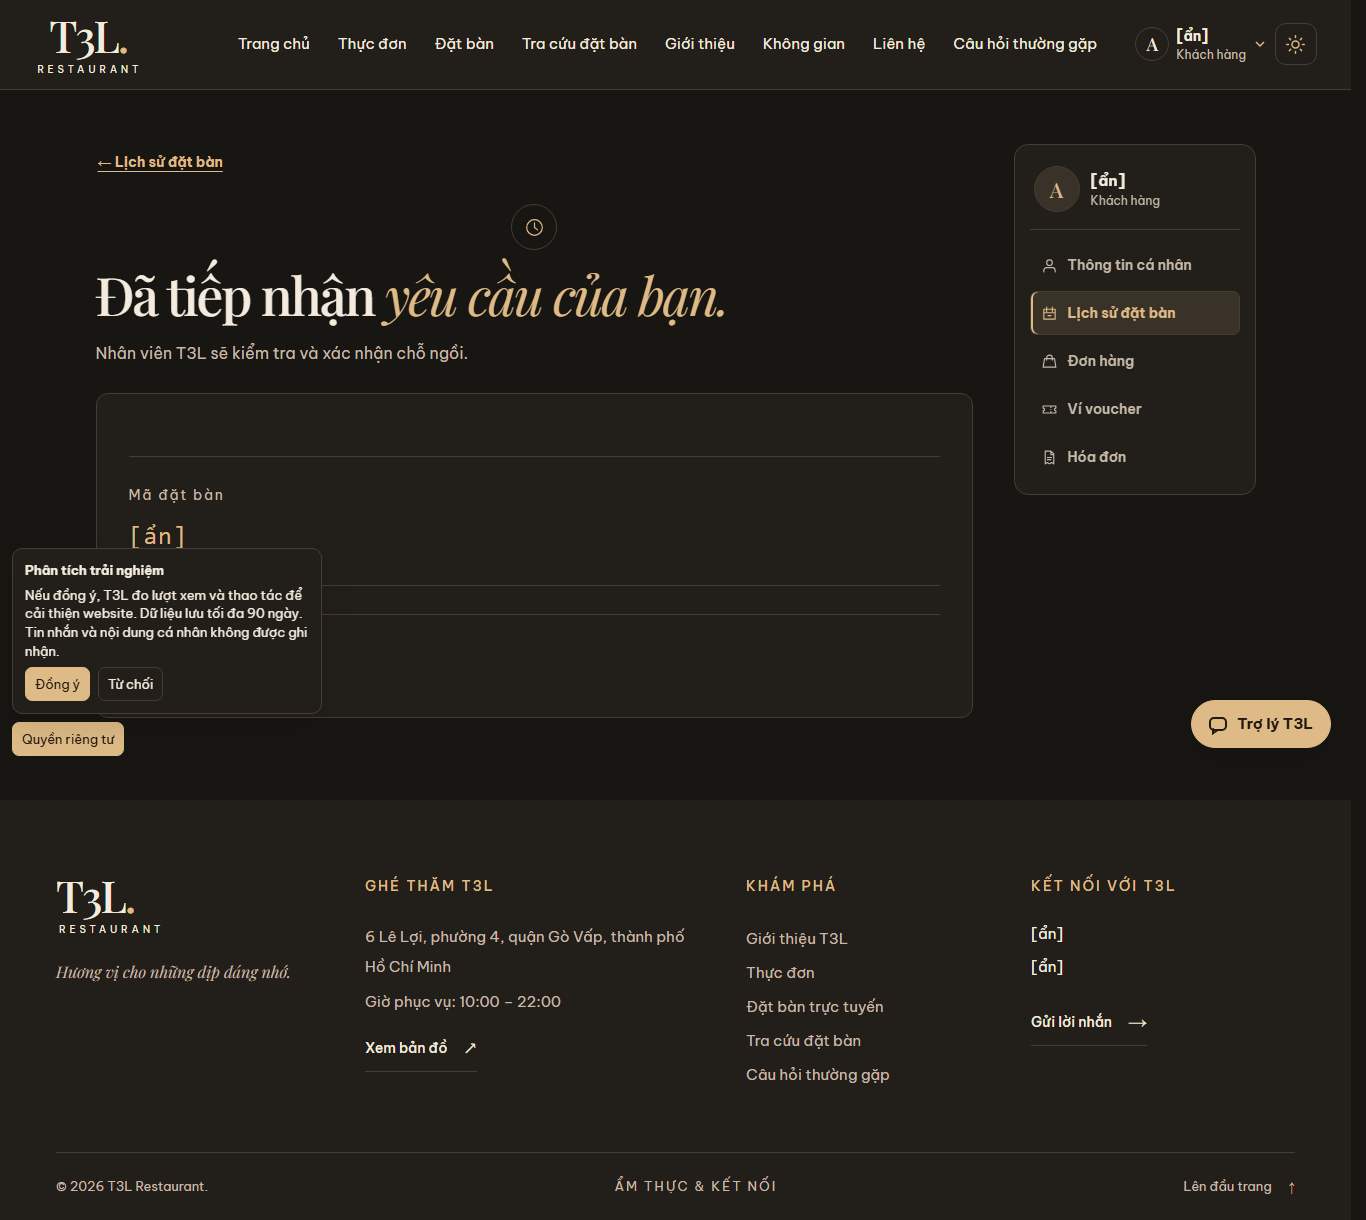 T3L.
RESTAURANT
Trang chủ
Thực đơn
Đặt bàn
Tra cứu đặt bàn
Giới thiệu
Không gian
Liên hệ
Câu hỏi thường gặp
A
[ẩn]
Khách hàng
← Lịch sử đặt bàn
Đã tiếp nhận yêu cầu của bạn.
Nhân viên T3L sẽ kiểm tra và xác nhận chỗ ngồi.
Mã đặt bàn
[ẩn]
A
[ẩn]
Khách hàng
Thông tin cá nhân
Lịch sử đặt bàn
Đơn hàng
Ví voucher
Hóa đơn
Phân tích trải nghiệm
Nếu đồng ý, T3L đo lượt xem và thao tác để
cải thiện website. Dữ liệu lưu tối đa 90 ngày.
Tin nhắn và nội dung cá nhân không được ghi
nhận.
Đồng ý
Từ chối
Quyền riêng tư
Trợ lý T3L
T3L.
RESTAURANT
Hương vị cho những dịp đáng nhớ.
GHÉ THĂM T3L
6 Lê Lợi, phường 4, quận Gò Vấp, thành phố
Hồ Chí Minh
Giờ phục vụ: 10:00 – 22:00
Xem bản đồ ↗
KHÁM PHÁ
Giới thiệu T3L
Thực đơn
Đặt bàn trực tuyến
Tra cứu đặt bàn
Câu hỏi thường gặp
KẾT NỐI VỚI T3L
[ẩn]
[ẩn]
Gửi lời nhắn →
© 2026 T3L Restaurant.
ẨM THỰC & KẾT NỐI
Lên đầu trang ↑